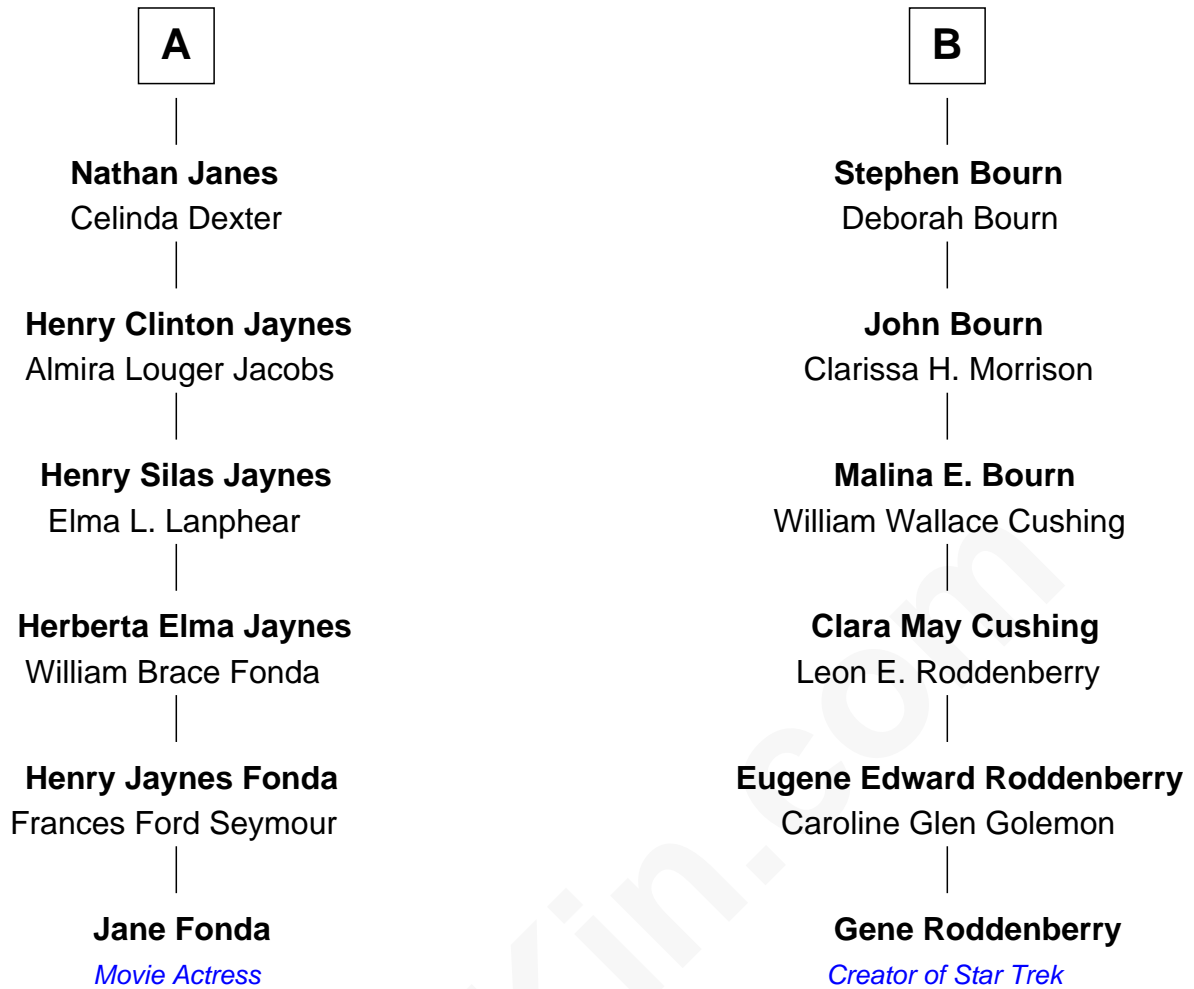 A
Nathan Janes
Celinda Dexter
Henry Clinton Jaynes
Almira Louger Jacobs
Henry Silas Jaynes
Elma L. Lanphear
Herberta Elma Jaynes
William Brace Fonda
Henry Jaynes Fonda
Frances Ford Seymour
Jane Fonda
Movie Actress
B
Stephen Bourn
Deborah Bourn
John Bourn
Clarissa H. Morrison
Malina E. Bourn
William Wallace Cushing
Clara May Cushing
Leon E. Roddenberry
Eugene Edward Roddenberry
Caroline Glen Golemon
Gene Roddenberry
Creator of Star Trek
Kin.com